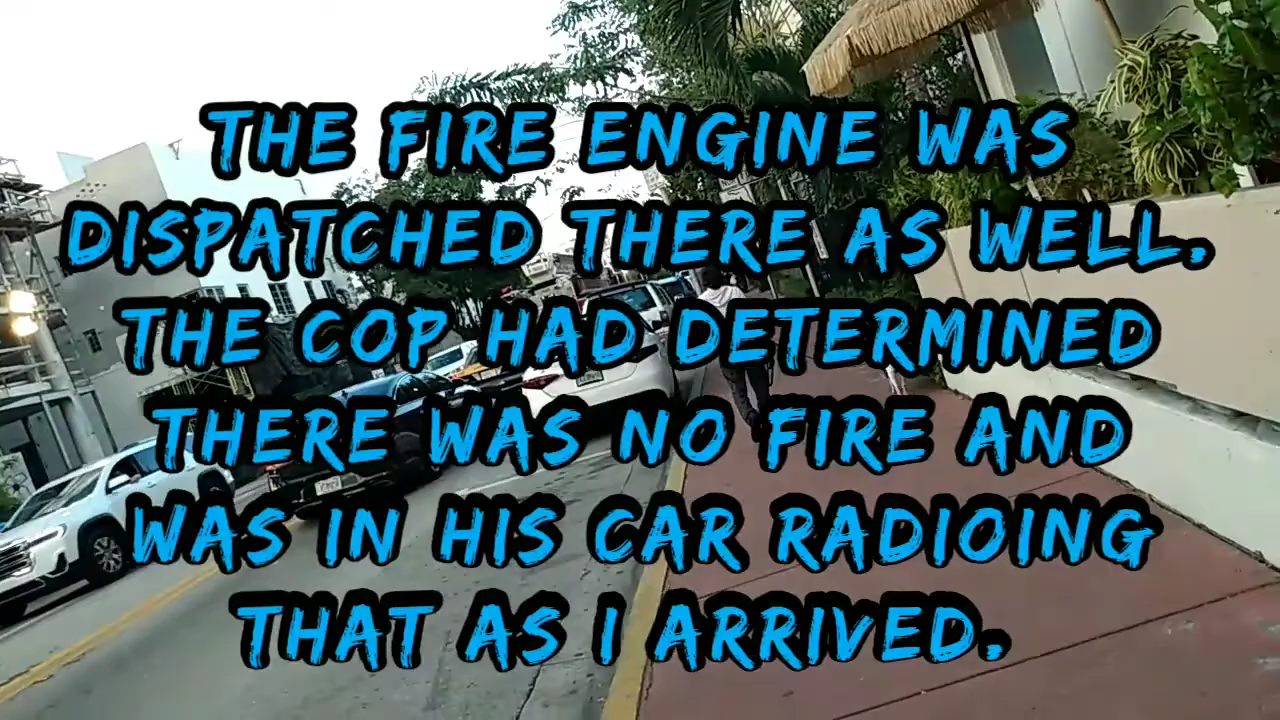 THE FIRE ENGINE WAS
DISPATCHED THERE AS WELL.
THE COP HAD DETERMINED
THERE WAS NO FIRE AND
WAS IN HIS CAR RADIOING
THAT AS I ARRIVED.